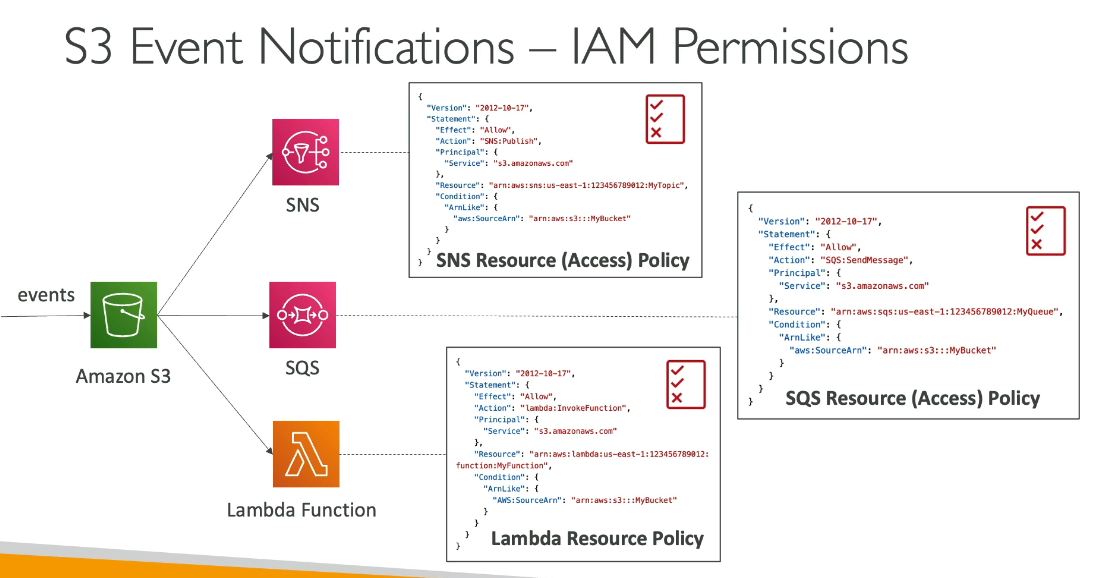 S3 Event Notifications – IAM Permissions
{
"Version": "2012-10-17",
"Statement": {
"Effect": "Allow",
"Action": "SNS:Publish",
"Principal": {
"Service": "s3.amazonaws.com"
},
"Resource": "arn:aws:sns:us-east-1:123456789012:MyTopic",
"Condition": {
"ArnLike": {
"aws:SourceArn": "arn:aws:s3:::MyBucket"
}
}
}
}
SNS Resource (Access) Policy
SNS
{
"Version": "2012-10-17",
"Statement": {
"Effect": "Allow",
"Action": "SQS:SendMessage",
"Principal": {
"Service": "s3.amazonaws.com"
},
"Resource": "arn:aws:sqs:us-east-1:123456789012:MyQueue",
"Condition": {
"ArnLike": {
"aws:SourceArn": "arn:aws:s3:::MyBucket"
}
}
}
}
SQS Resource (Access) Policy
events
Amazon S3
SQS
{
"Version": "2012-10-17",
"Statement": {
"Effect": "Allow",
"Action": "lambda:InvokeFunction",
"Principal": {
"Service": "s3.amazonaws.com"
},
"Resource": "arn:aws:lambda:us-east-1:123456789012:
function:MyFunction",
"Condition": {
"ArnLike": {
"AWS:SourceArn": "arn:aws:s3:::MyBucket"
}
}
}
}
Lambda Resource Policy
Lambda Function